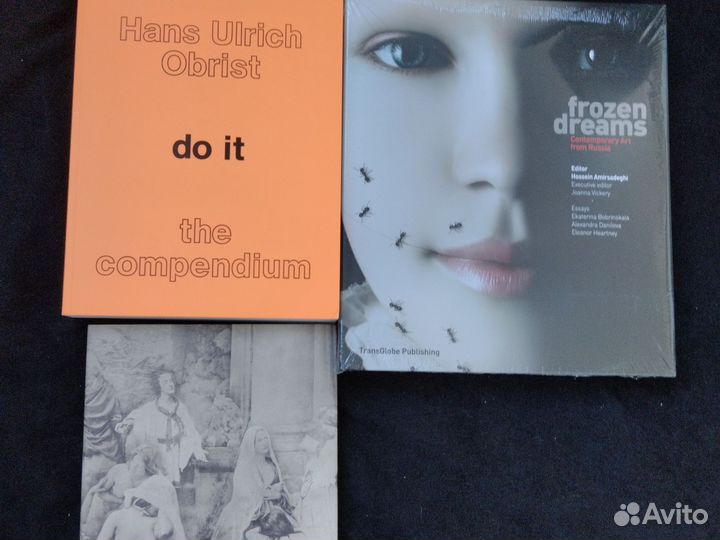 Hans Ulrich
Obrist
do it
the
compendium
frozen
dreams
Contemporary Art
from Russia
Editor
Hossein Amirsadeghi
Executive editor
Joanna Vickery
Essays
Ekaterina Bobrinskaia
Alexandra Danilova
Eleanor Heartney
TransGlobe Publishing
Avito